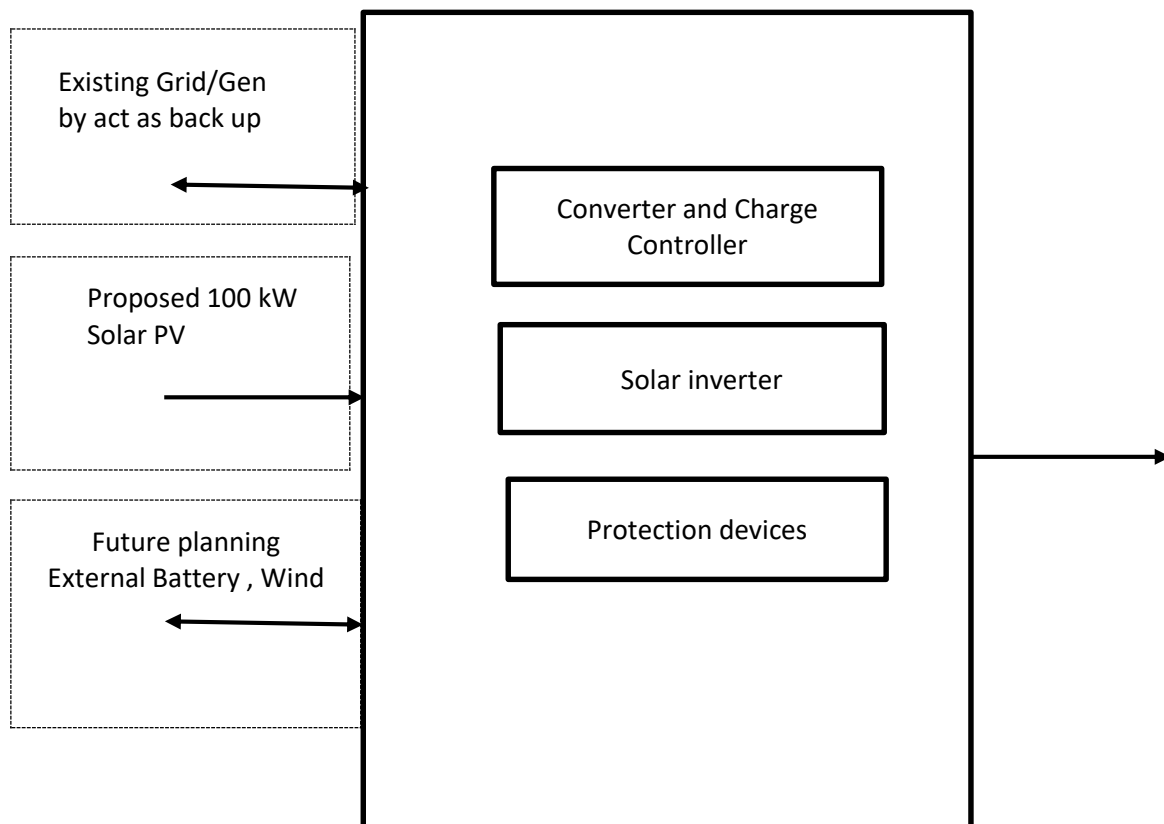 Existing Grid/Gen
by act as back up
Converter and Charge
Controller
Proposed 100 kW
Solar PV
Solar inverter
Future planning
External Battery , Wind
Protection devices